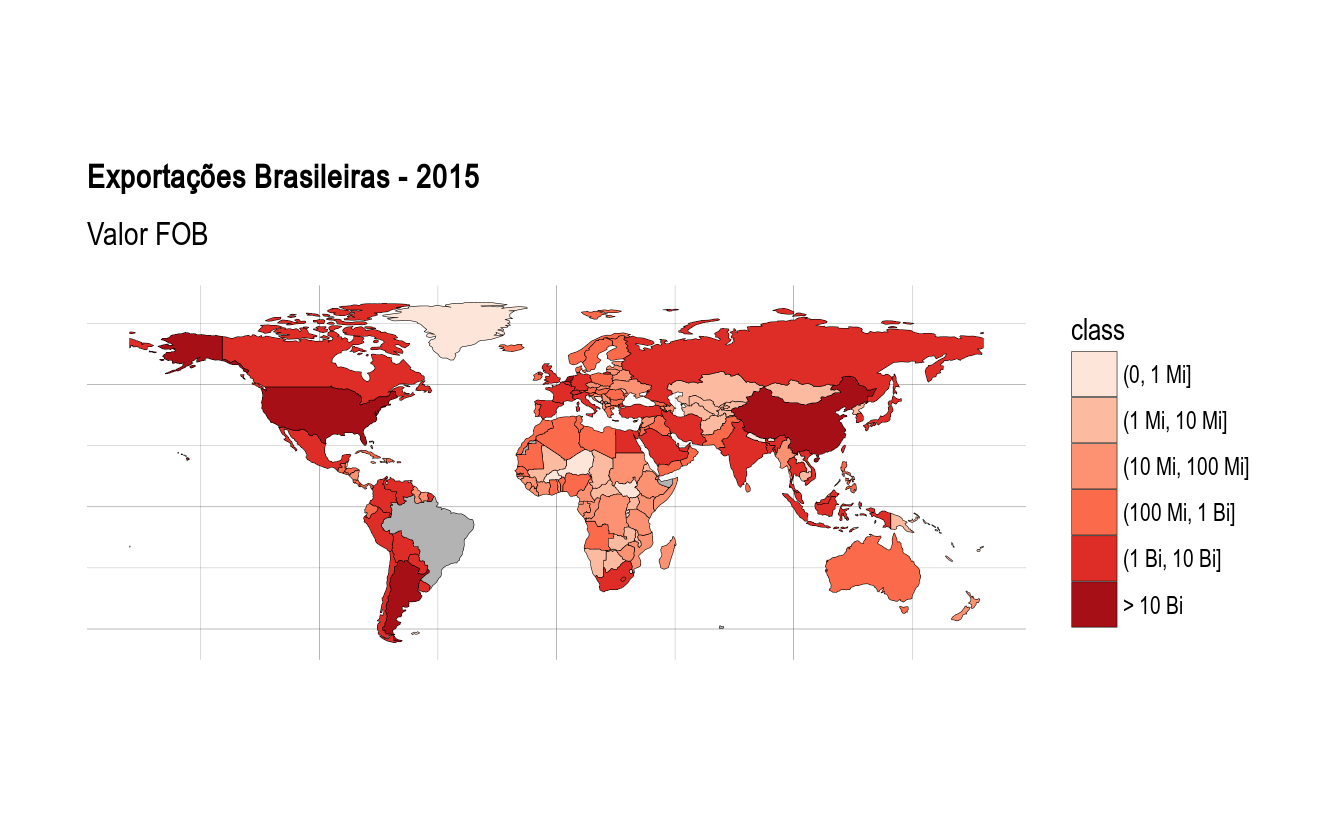 Exportações Brasileiras - 2015
Valor FOB
class
(0, 1 Mi]
(1 Mi, 10 Mi]
(10 Mi, 100 Mi]
(100 Mi, 1 Bi]
(1 Bi, 10 Bi]
> 10 Bi